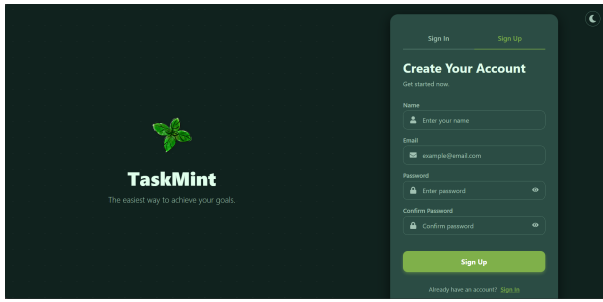 TaskMint
The easiest way to achieve your goals.
Sign In Sign Up
Create Your Account
Get started now.
Name
Enter your name
Email
example@email.com
Password
Enter password
Confirm Password
Confirm password
Sign Up
Already have an account? Sign in